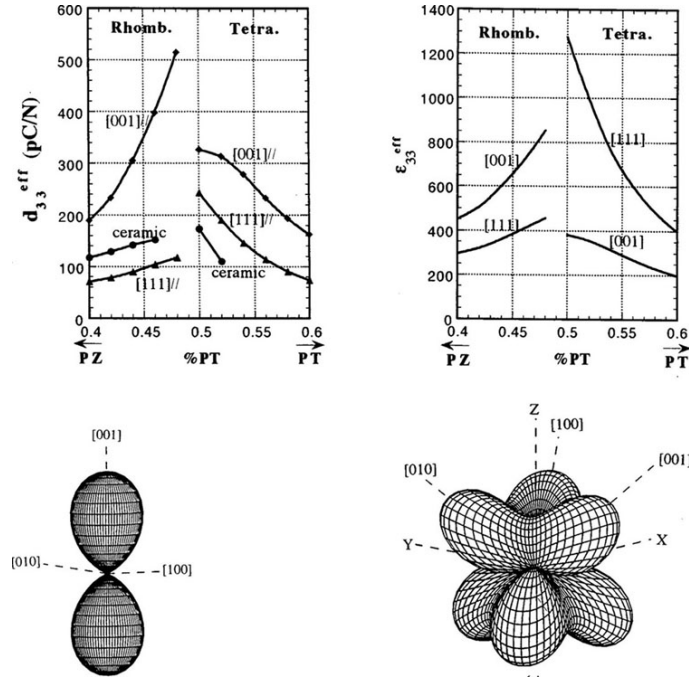 600
500
400
300
200
100
0
d33^eff (pC/N)
Rhomb.
Tetra.
[001]//
[001]//
[111]//
ceramic
ceramic
[111]//
0.4
0.45
0.5
0.56
0.6
PZ
%PT
PT
1400
1200
1000
800
600
400
200
0
ε33^eff
Rhomb.
Tetra.
[001]
[111]
[111]
[001]
0.4
0.45
0.5
0.55
0.6
PZ
%PT
PT
[001]
[010]
[100]
Z
[100]
[010]
[001]
Y
X